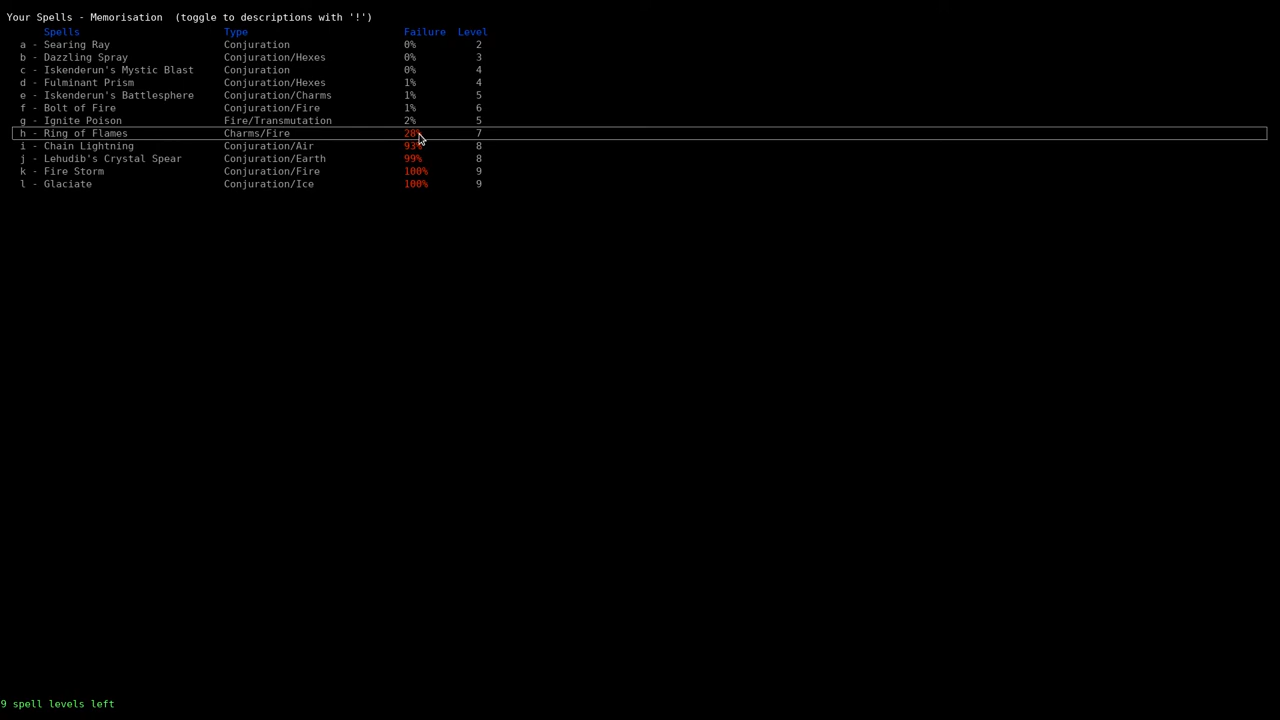 Your Spells - Memorisation  (toggle to descriptions with '!')
Spells Type Failure Level
a - Searing Ray Conjuration 0% 2
b - Dazzling Spray Conjuration/Hexes 0% 3
c - Iskenderun's Mystic Blast Conjuration 0% 4
d - Fulminant Prism Conjuration/Hexes 1% 4
e - Iskenderun's Battlesphere Conjuration/Charms 1% 5
f - Bolt of Fire Conjuration/Fire 1% 6
g - Ignite Poison Fire/Transmutation 2% 5
h - Ring of Flames Charms/Fire 28% 7
i - Chain Lightning Conjuration/Air 93% 8
j - Lehudib's Crystal Spear Conjuration/Earth 99% 8
k - Fire Storm Conjuration/Fire 100% 9
l - Glaciate Conjuration/Ice 100% 9
9 spell levels left